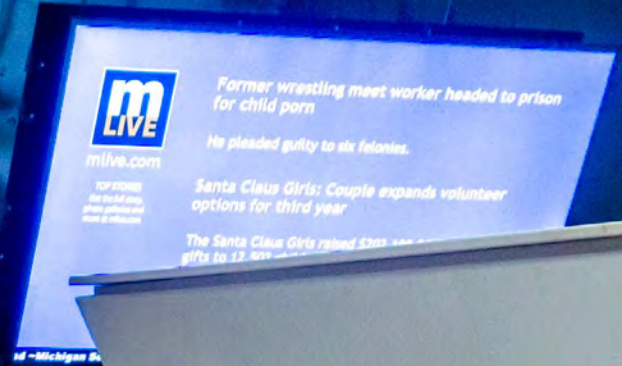 m
LIVE
mlive.com
TOP STORIES
Former wrestling meet worker headed to prison
for child porn
He pleaded guilty to six felonies.
Santa Claus Girls: Couple expands volunteer
options for third year
The Santa Claus Girls raised
gifts to
~Michigan